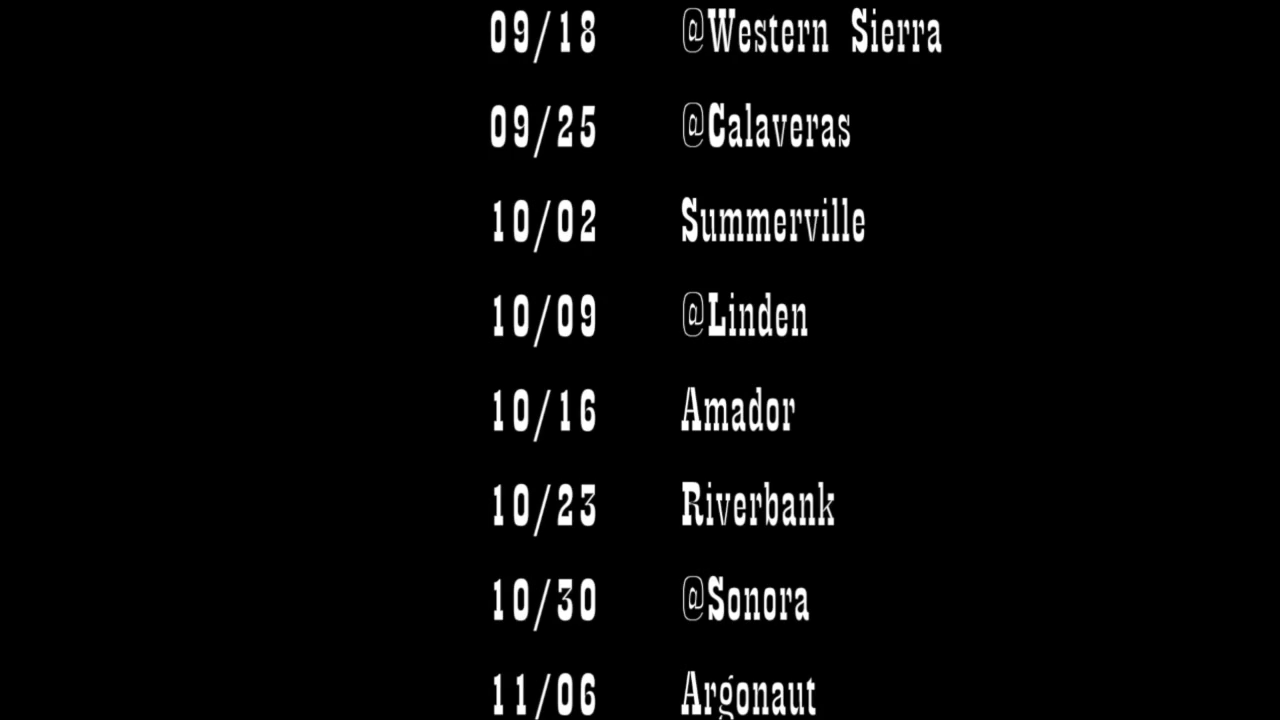 09/18 @Western Sierra
09/25 @Calaveras
10/02 Summerville
10/09 @Linden
10/16 Amador
10/23 Riverbank
10/30 @Sonora
11/06 Argonaut